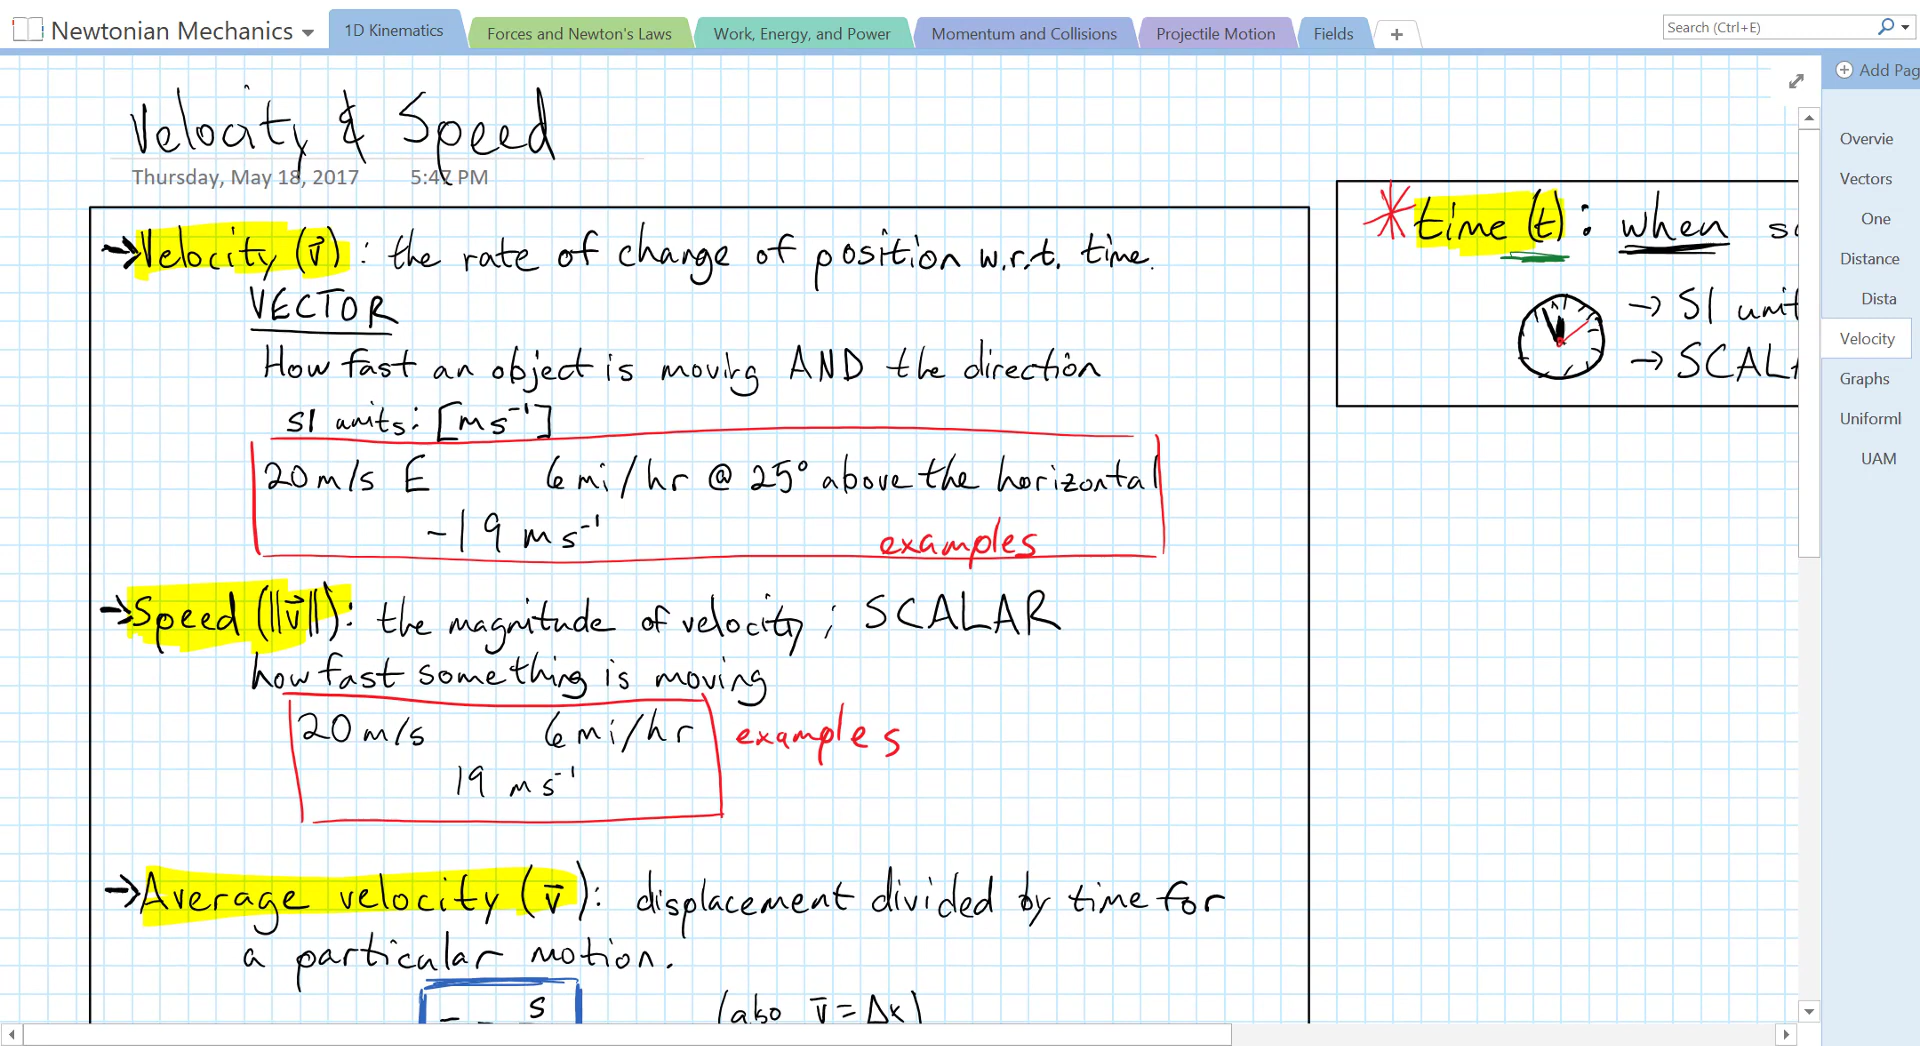 Newtonian Mechanics
1D Kinematics
Forces and Newton's Laws
Work, Energy, and Power
Momentum and Collisions
Projectile Motion
Fields
+
Search (Ctrl+E)
Velocity & Speed
Thursday, May 18, 2017 5:47 PM
→ Velocity (v⃗) : the rate of change of position w.r.t. time.
VECTOR
How fast an object is moving AND the direction
SI units: [ms⁻¹]
20 m/s E 6 mi/hr @ 25° above the horizontal
-19 ms⁻¹
examples
→ Speed (||v⃗||): the magnitude of velocity; SCALAR
how fast something is moving
20 m/s 6 mi/hr
examples
19 ms⁻¹
→ Average velocity (v̅): displacement divided by time for
a particular motion.
s
v̅ = Δx)
* time (t): when
→ SI unit
→ SCAL
Add Pag
Overvie
Vectors
One
Distance
Dista
Velocity
Graphs
Uniforml
UAM